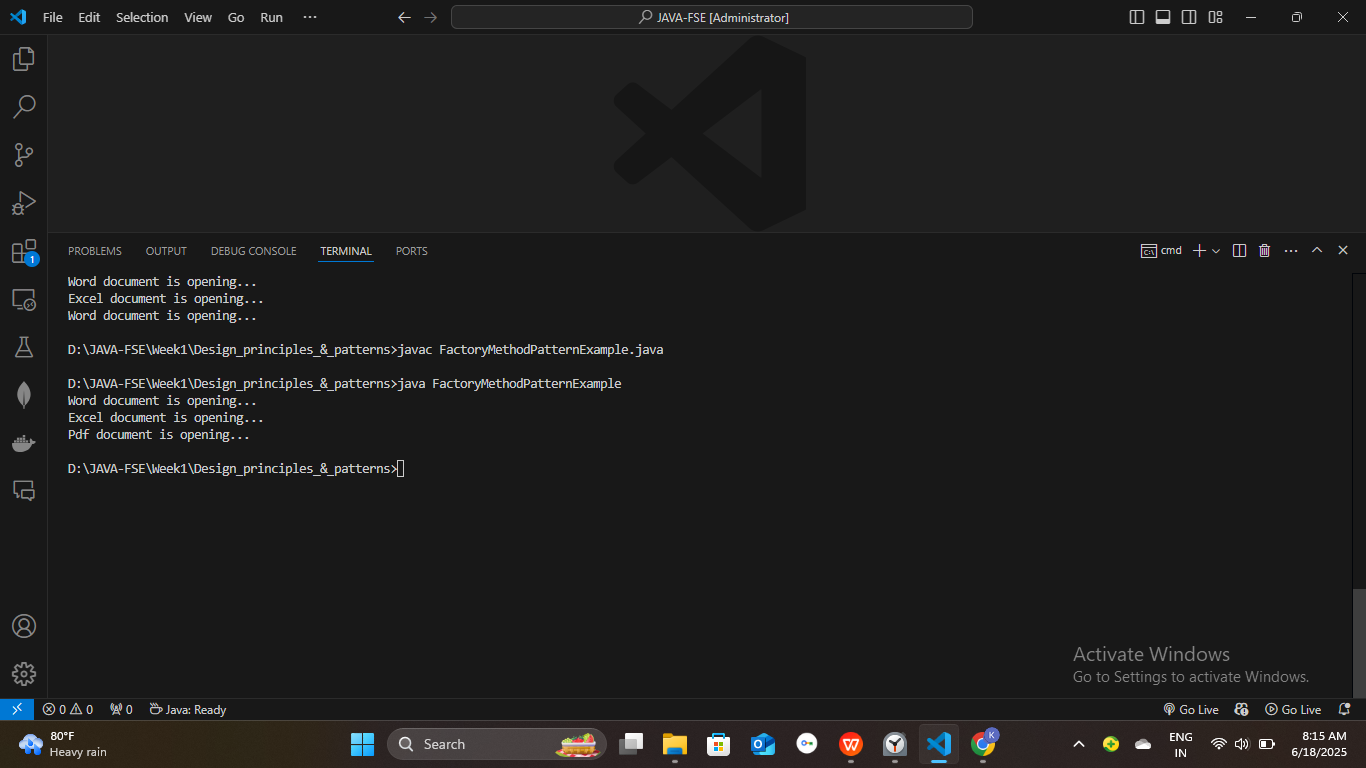 File Edit Selection View Go Run ···
JAVA-FSE [Administrator]
1
PROBLEMS OUTPUT DEBUG CONSOLE TERMINAL PORTS
cmd
Word document is opening...
Excel document is opening...
Word document is opening...
D:\JAVA-FSE\Week1\Design_principles_&_patterns>javac FactoryMethodPatternExample.java
D:\JAVA-FSE\Week1\Design_principles_&_patterns>java FactoryMethodPatternExample
Word document is opening...
Excel document is opening...
Pdf document is opening...
D:\JAVA-FSE\Week1\Design_principles_&_patterns>
Activate Windows
Go to Settings to activate Windows.
0 0 0 Java: Ready Go Live Go Live
80°F
Heavy rain
Search
W
K
ENG
IN
8:15 AM
6/18/2025